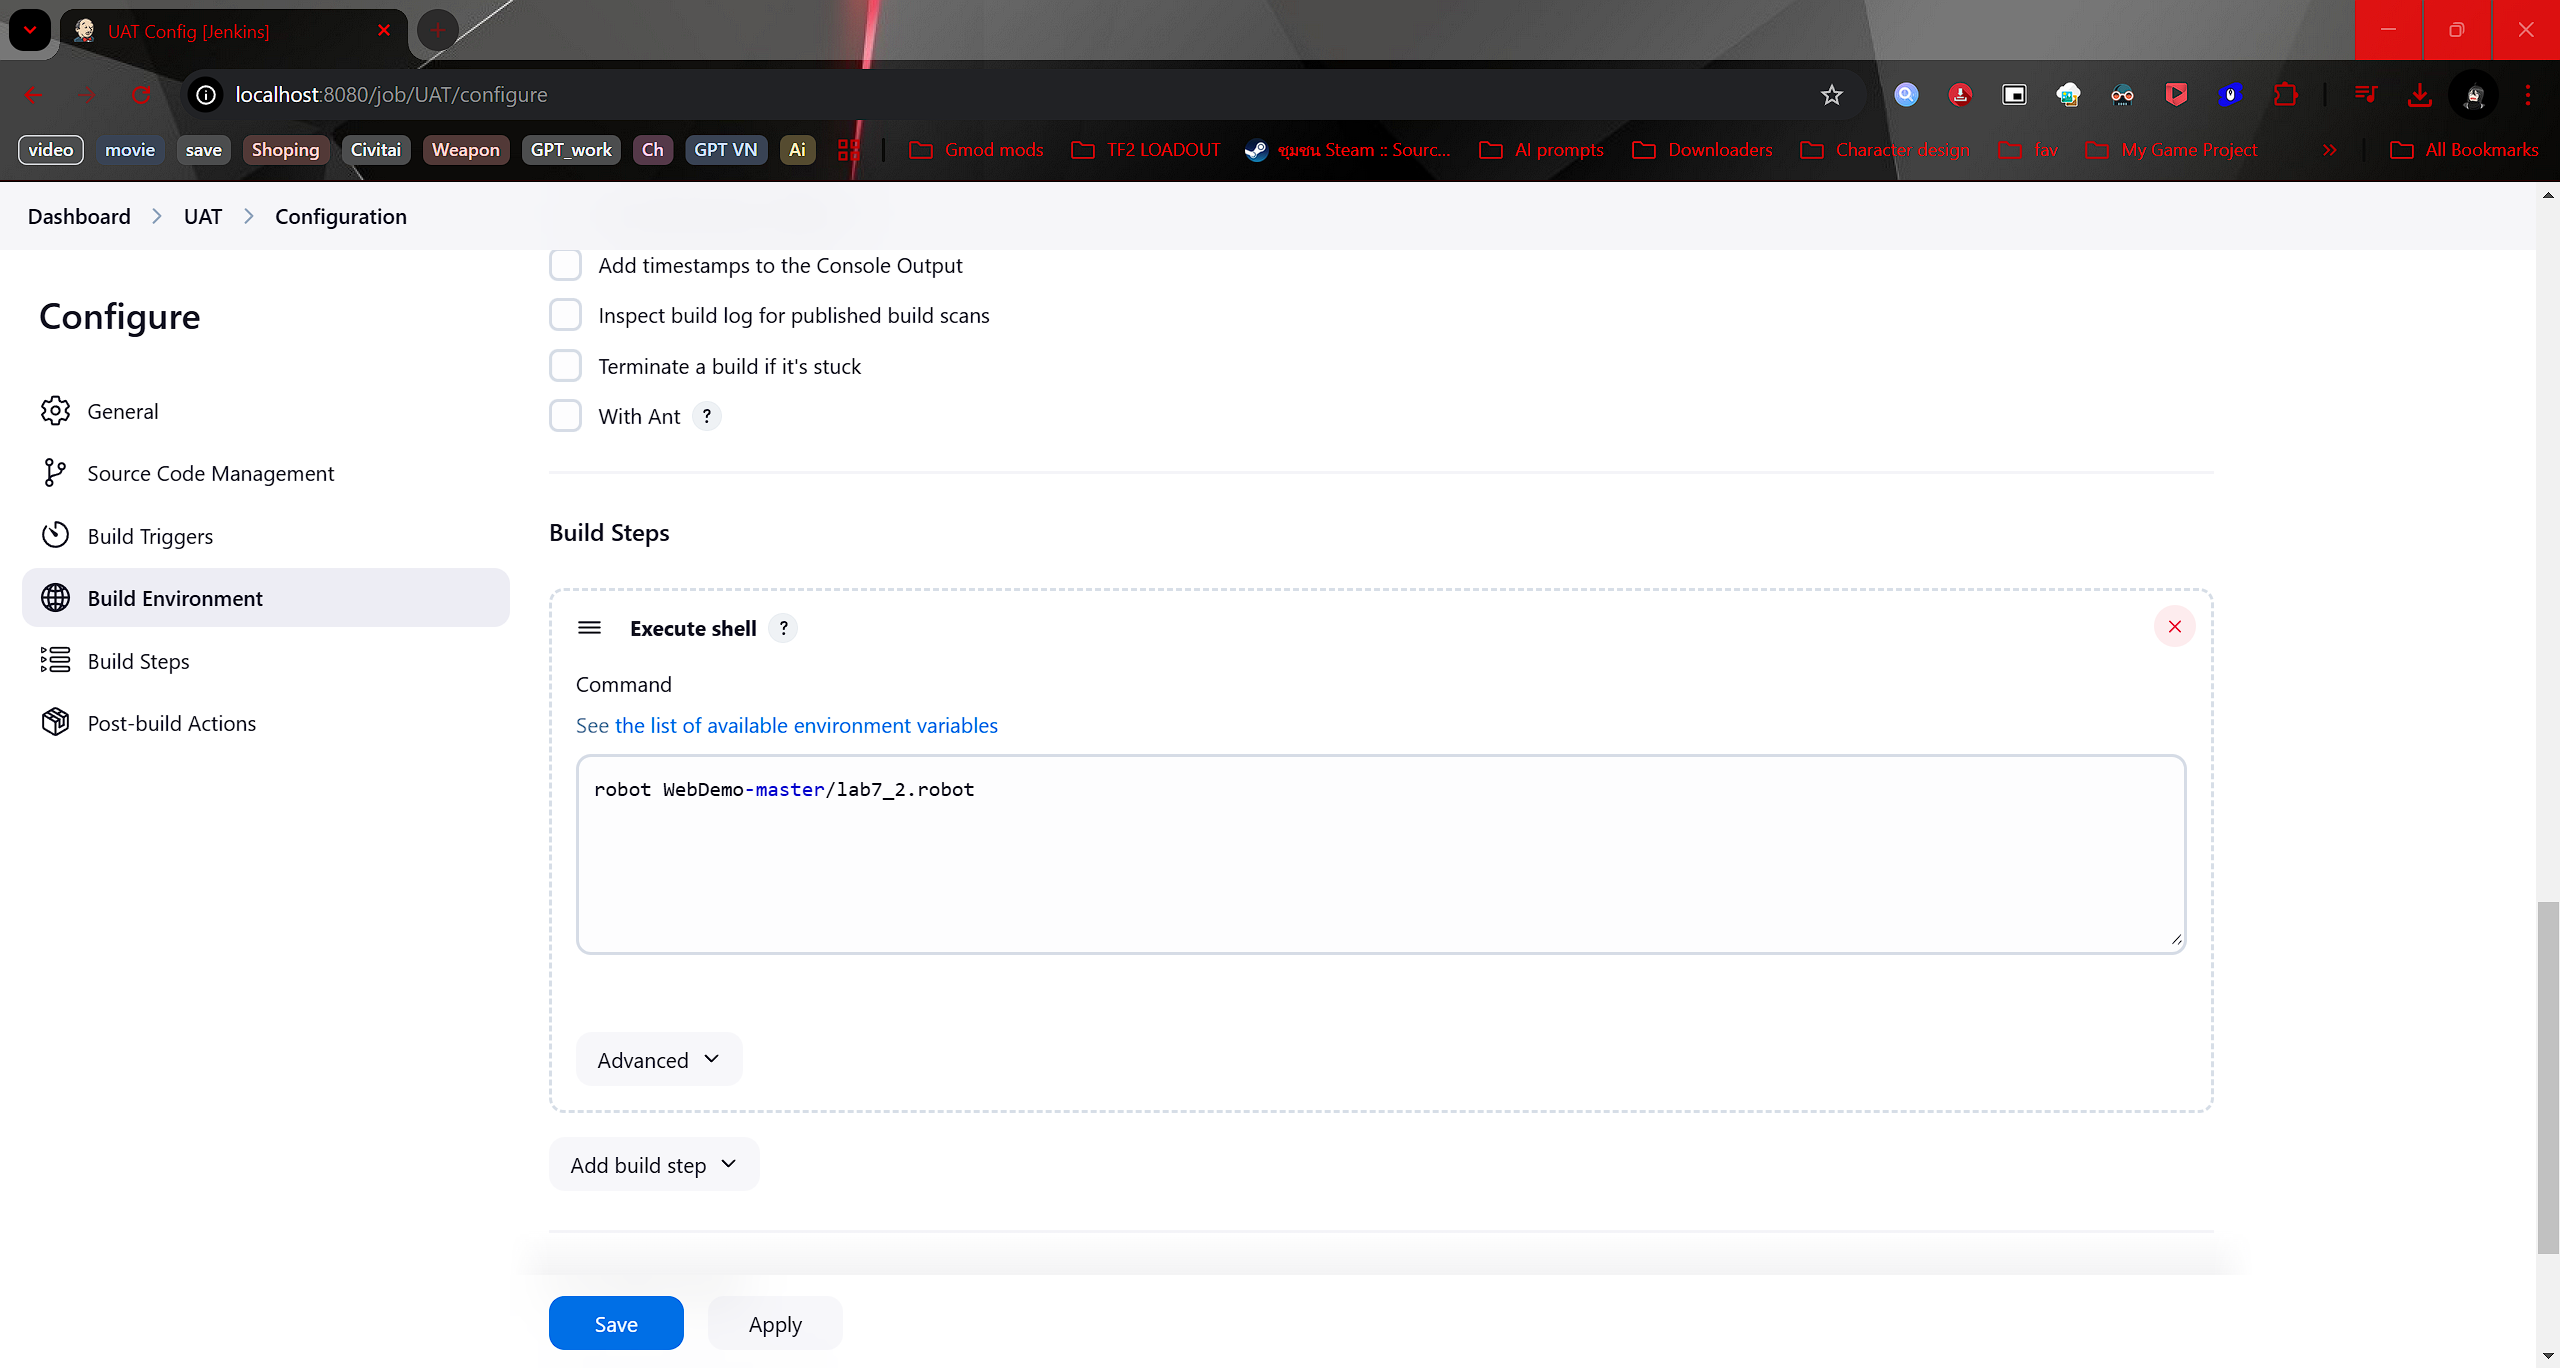 UAT Config [Jenkins]
localhost:8080/job/UAT/configure
video movie save Shoping Civitai Weapon GPT_work Ch GPT VN Ai Gmod mods TF2 LOADOUT ชุมชน Steam :: Sourc... AI prompts Downloaders Character design fav My Game Project » All Bookmarks
Dashboard > UAT > Configuration
Configure
General
Source Code Management
Build Triggers
Build Environment
Build Steps
Post-build Actions
Add timestamps to the Console Output
Inspect build log for published build scans
Terminate a build if it's stuck
With Ant ?
Build Steps
Execute shell ?
Command
See the list of available environment variables
robot WebDemo-master/lab7_2.robot
Advanced
Add build step
Save Apply